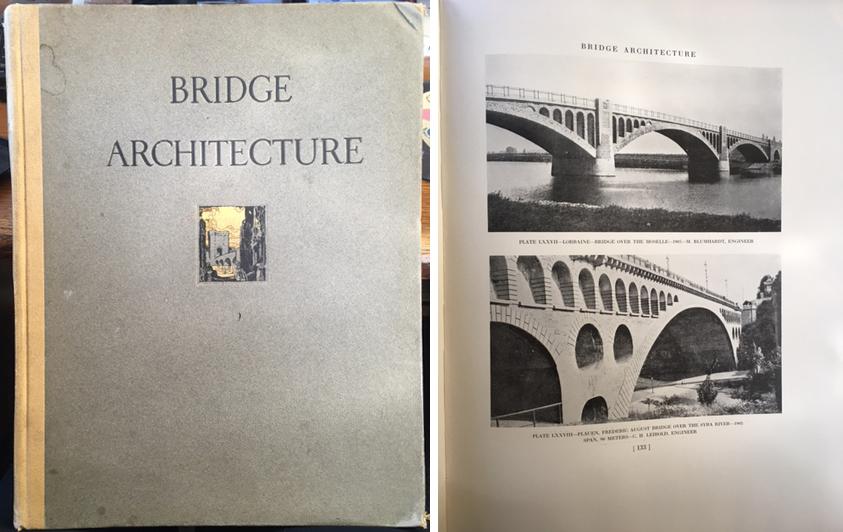 BRIDGE
ARCHITECTURE
BRIDGE ARCHITECTURE
PLATE LXXVII—LORRAINE—BRIDGE OVER THE MOSELLE—1905—M. BLUMHARDT, ENGINEER
PLATE LXXVIII—PLAUEN, FREDERIC AUGUST BRIDGE OVER THE SYRA RIVER—1905
SPAN, 90 METERS—C. H. LEIBOLD, ENGINEER
[ 133 ]